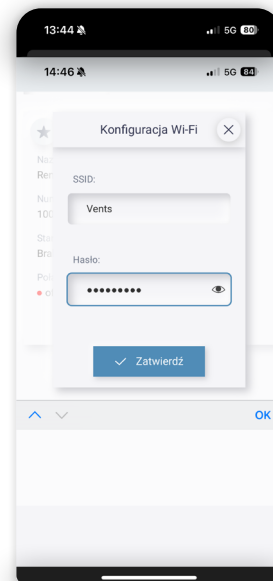 13:44 5G 80
14:46 5G 84
Konfiguracja Wi-Fi
SSID:
Vents
Hasło:
•••••••••
Zatwierdź
OK